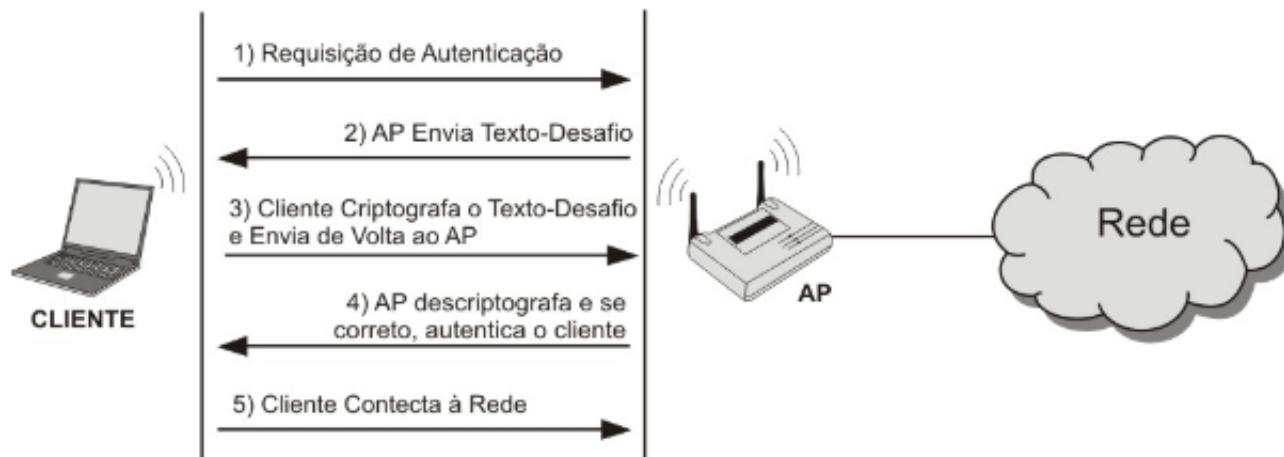 1) Requisição de Autenticação
2) AP Envia Texto-Desafio
3) Cliente Criptografa o Texto-Desafio
e Envia de Volta ao AP
4) AP descriptografa e se
correto, autentica o cliente
5) Cliente Contecta à Rede
CLIENTE
AP
Rede